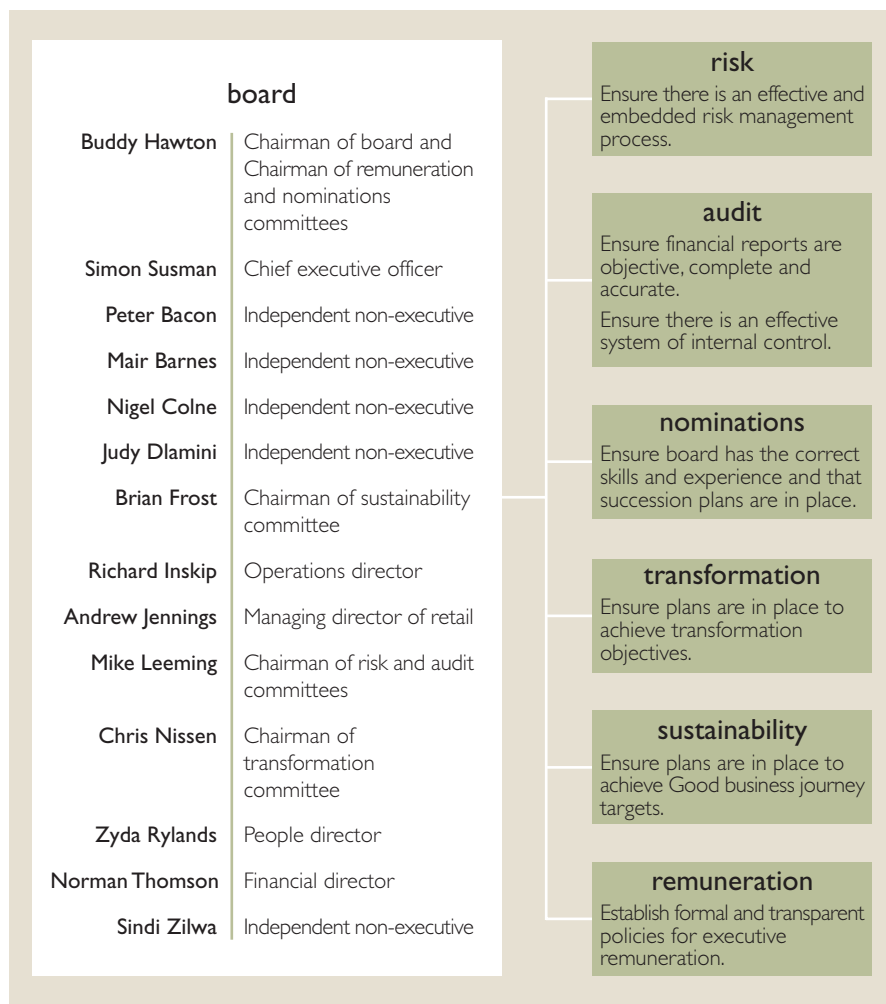 board
Buddy Hawton Chairman of board and
Chairman of remuneration
and nominations
committees
Simon Susman Chief executive officer
Peter Bacon Independent non-executive
Mair Barnes Independent non-executive
Nigel Colne Independent non-executive
Judy Dlamini Independent non-executive
Brian Frost Chairman of sustainability
committee
Richard Inskip Operations director
Andrew Jennings Managing director of retail
Mike Leeming Chairman of risk and audit
committees
Chris Nissen Chairman of
transformation
committee
Zyda Rylands People director
Norman Thomson Financial director
Sindi Zilwa Independent non-executive
risk
Ensure there is an effective and
embedded risk management
process.
audit
Ensure financial reports are
objective, complete and
accurate.
Ensure there is an effective
system of internal control.
nominations
Ensure board has the correct
skills and experience and that
succession plans are in place.
transformation
Ensure plans are in place to
achieve transformation
objectives.
sustainability
Ensure plans are in place to
achieve Good business journey
targets.
remuneration
Establish formal and transparent
policies for executive
remuneration.